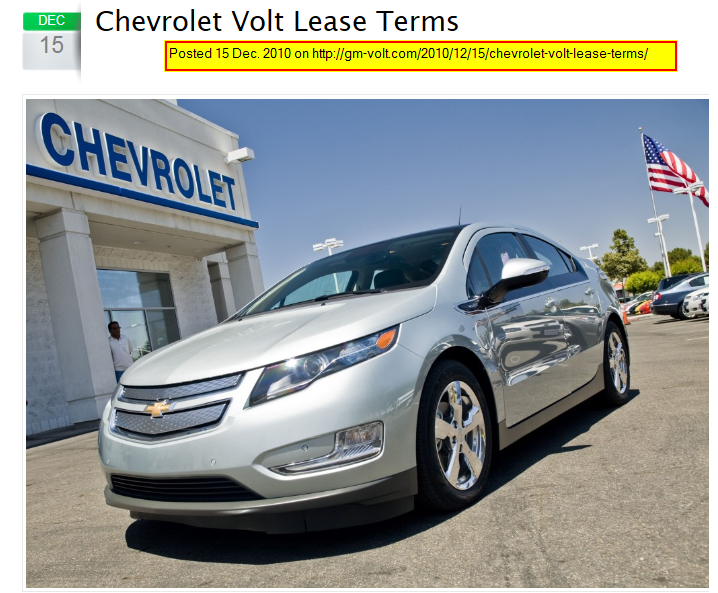 DEC
15
Chevrolet Volt Lease Terms
Posted 15 Dec. 2010 on http://gm-volt.com/2010/12/15/chevrolet-volt-lease-terms/
CHEVROLET